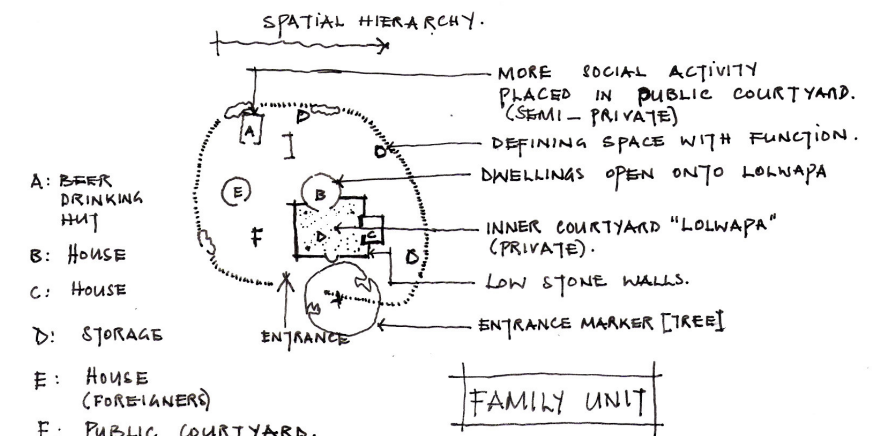 SPATIAL HIERARCHY.
MORE SOCIAL ACTIVITY
PLACED IN PUBLIC COURTYARD.
(SEMI-PRIVATE)
DEFINING SPACE WITH FUNCTION.
DWELLINGS OPEN ONTO LOLWAPA
INNER COURTYARD "LOLWAPA"
(PRIVATE).
LOW STONE WALLS.
ENTRANCE MARKER [TREE]
A
D
I
D
E
B
F
D
C
D
ENTRANCE
A: BEER
DRINKING
HUT
B: HOUSE
C: HOUSE
D: STORAGE
E: HOUSE
(FOREIGNERS)
F: PUBLIC COURTYARD.
FAMILY UNIT